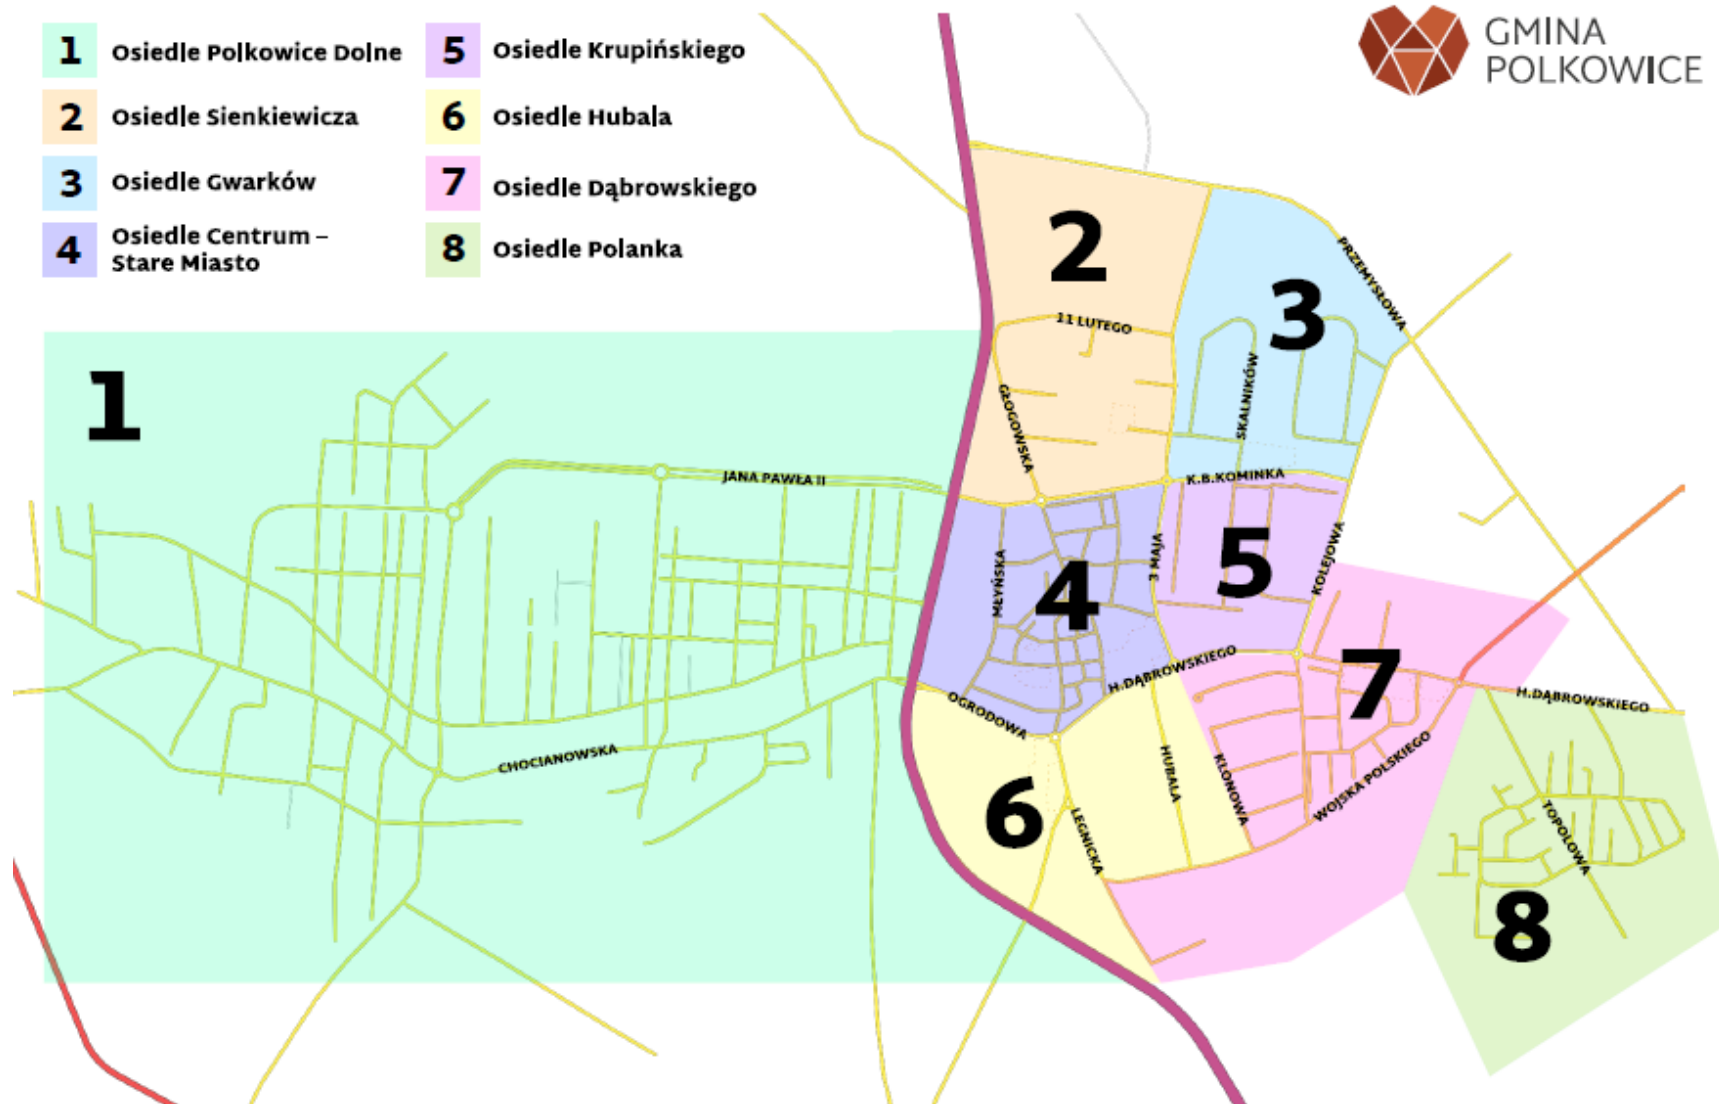 1 Osiedle Polkowice Dolne
2 Osiedle Sienkiewicza
3 Osiedle Gwarków
4 Osiedle Centrum –
Stare Miasto
5 Osiedle Krupińskiego
6 Osiedle Hubala
7 Osiedle Dąbrowskiego
8 Osiedle Polanka
GMINA
POLKOWICE
1
2
3
4
5
6
7
8
PRZEMYSŁOWA
11 LUTEGO
GŁOGOWSKA
SKALNIKÓW
JANA PAWŁA II
K.B.KOMINKA
MŁYŃSKA
3 MAJA
KOLEJOWA
H.DĄBROWSKIEGO
OGRODOWA
H.DĄBROWSKIEGO
CHOCIANOWSKA
HUBALA
KLONOWA
WOJSKA POLSKIEGO
LEGNICKA
TOPOLOWA